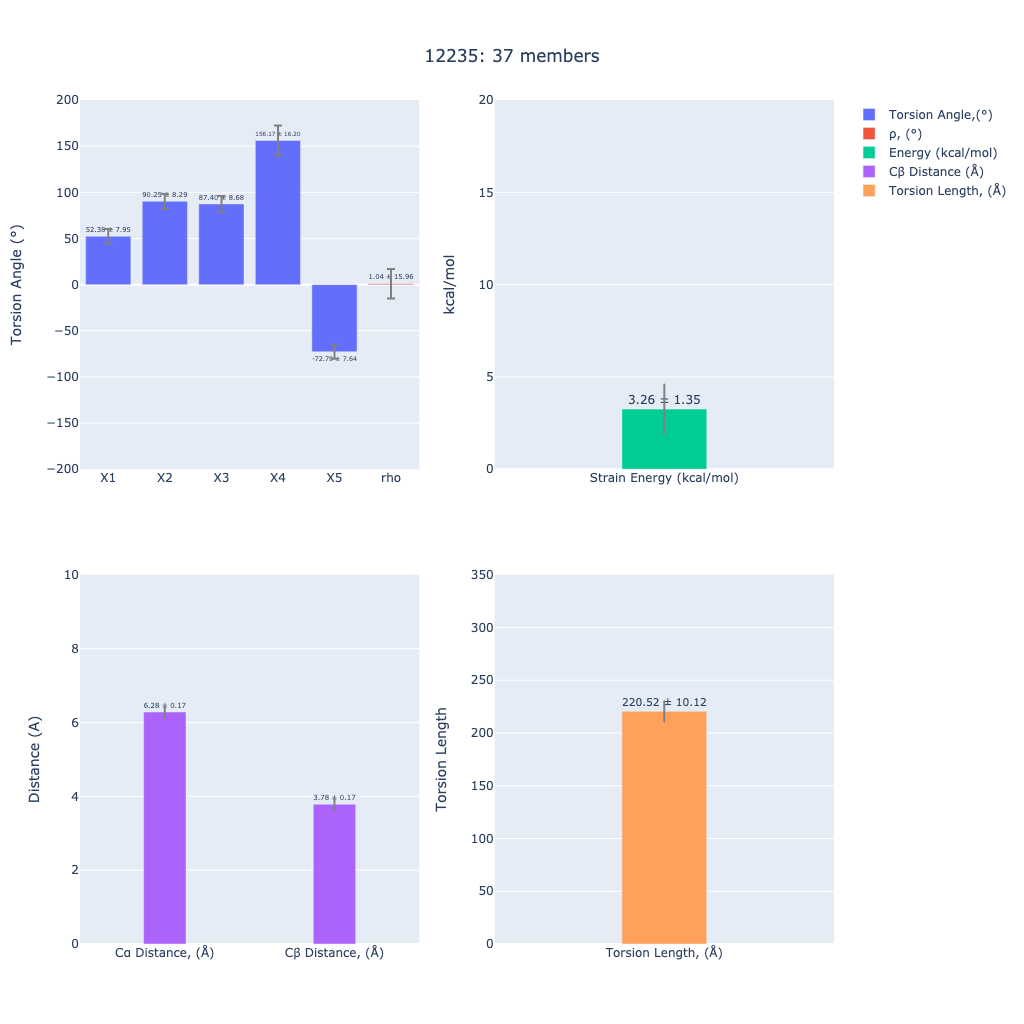 12235: 37 members
Torsion Angle (°)
200
150
100
50
0
−50
−100
−150
−200
52.38 ± 7.95
90.25 ± 8.29
87.40 ± 8.68
156.17 ± 16.20
-72.79 ± 7.64
1.04 ± 15.96
X1 X2 X3 X4 X5 rho
kcal/mol
20
15
10
5
0
3.26 ± 1.35
Strain Energy (kcal/mol)
Torsion Angle,(°)
ρ, (°)
Energy (kcal/mol)
Cβ Distance (Å)
Torsion Length, (Å)
Distance (A)
10
8
6
4
2
0
6.28 ± 0.17
3.78 ± 0.17
Cα Distance, (Å) Cβ Distance, (Å)
Torsion Length
350
300
250
200
150
100
50
0
220.52 ± 10.12
Torsion Length, (Å)